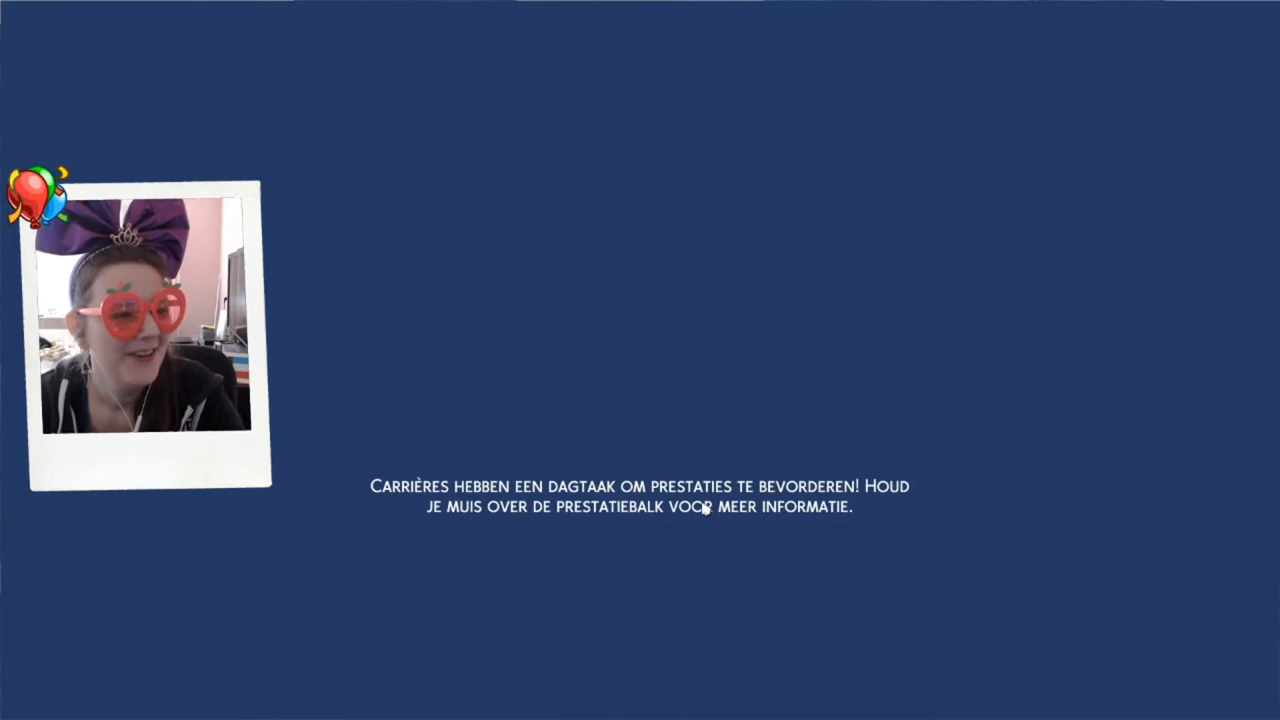 Carrières hebben een dagtaak om prestaties te bevorderen! Houd
je muis over de prestatiebalk voor meer informatie.